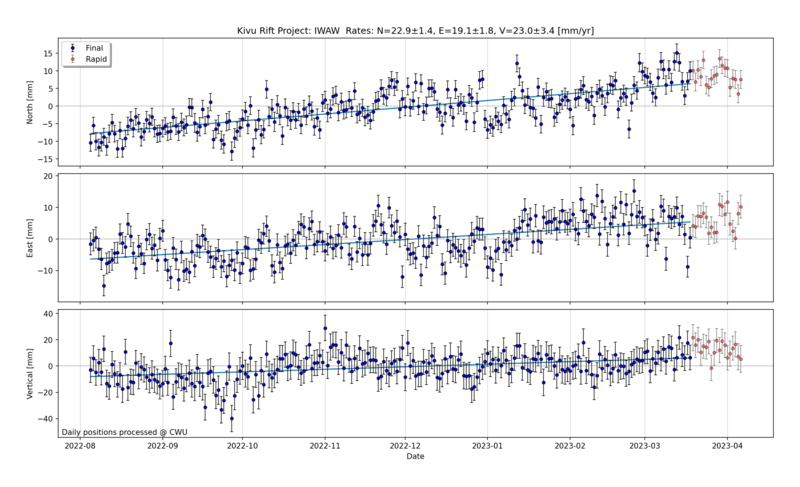 Kivu Rift Project: IWAW Rates: N=22.9±1.4, E=19.1±1.8, V=23.0±3.4 [mm/yr]
Final
Rapid
North [mm]
15
10
5
0
−5
−10
−15
East [mm]
20
10
0
−10
Vertical [mm]
40
20
0
−20
−40
Daily positions processed @ CWU
2022-08 2022-09 2022-10 2022-11 2022-12 2023-01 2023-02 2023-03 2023-04
Date